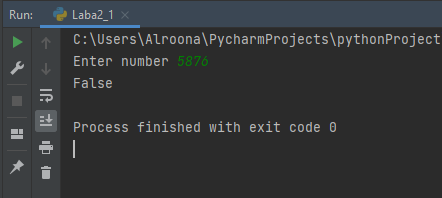 Run:
Laba2_1
C:\Users\Alroona\PycharmProjects\pythonProject
Enter number 5876
False
Process finished with exit code 0